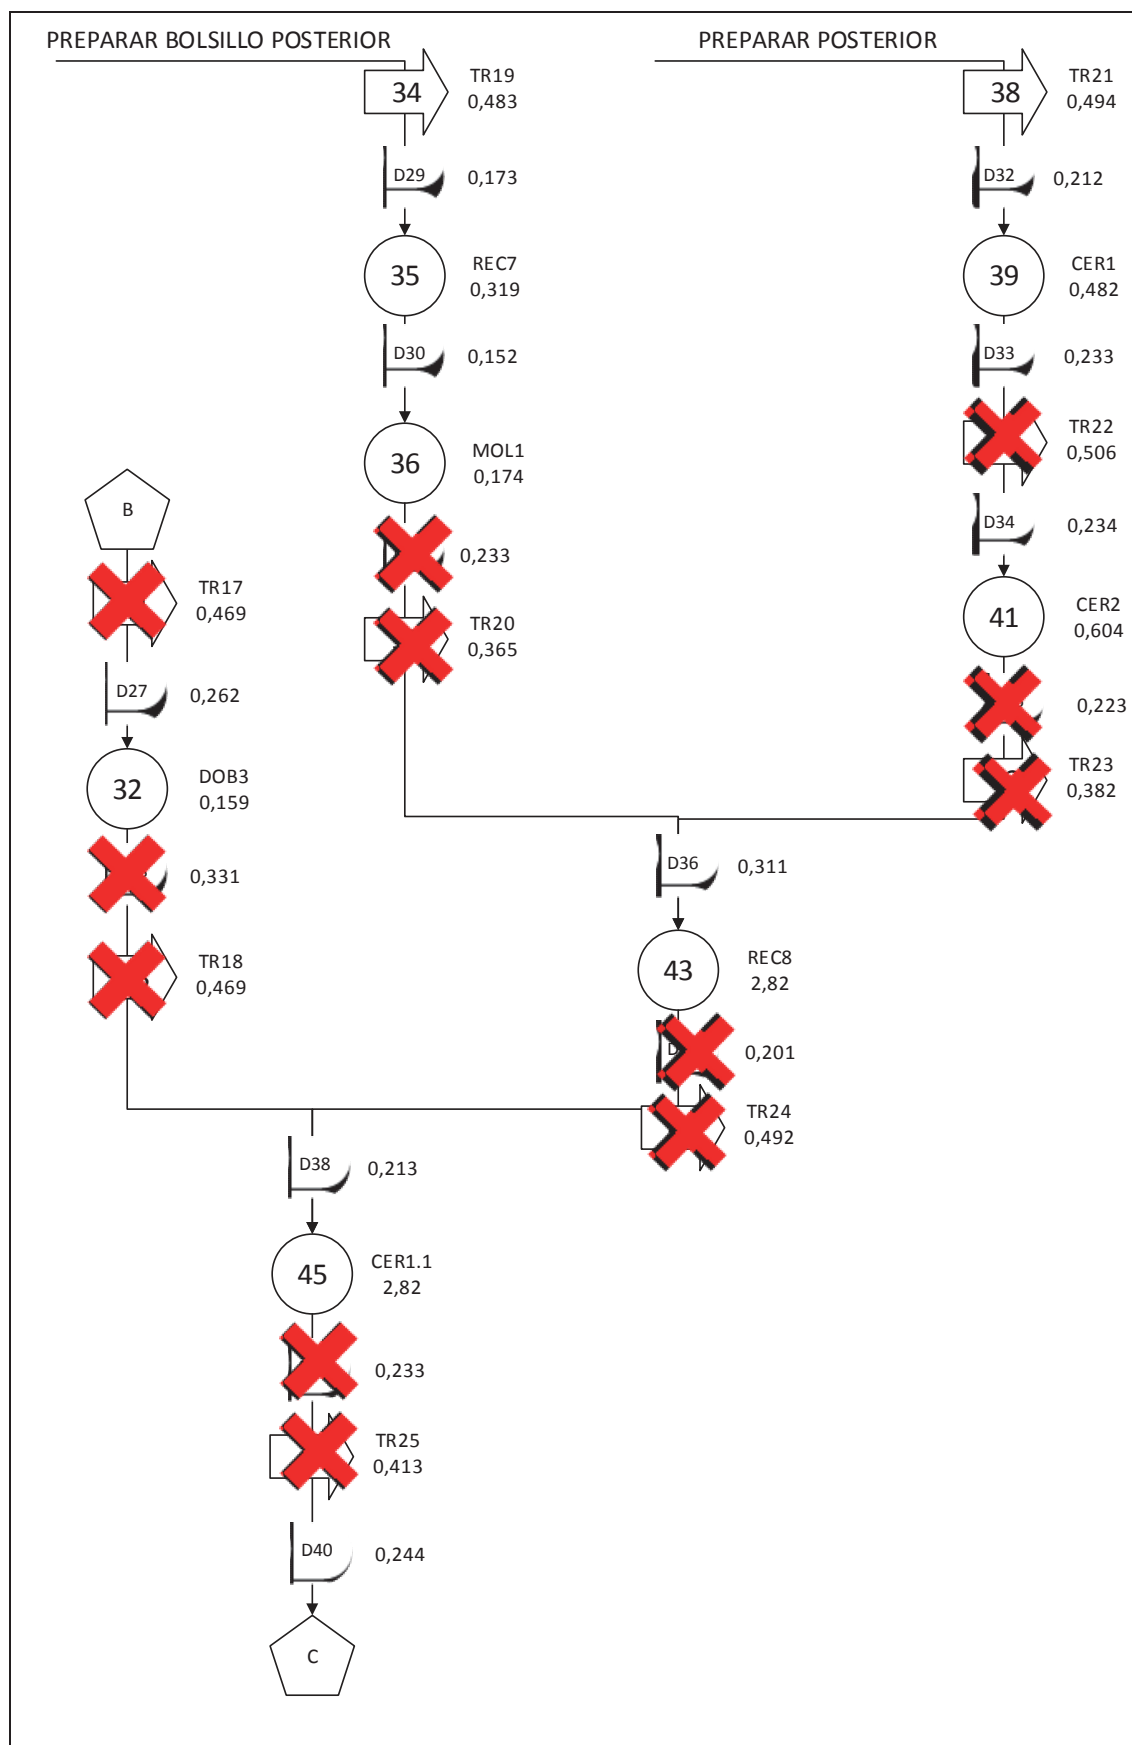 PREPARAR BOLSILLO POSTERIOR
34
TR19
0,483
D29
0,173
35
REC7
0,319
D30
0,152
36
MOL1
0,174
0,233
TR20
0,365
PREPARAR POSTERIOR
38
TR21
0,494
D32
0,212
39
CER1
0,482
D33
0,233
TR22
0,506
D34
0,234
41
CER2
0,604
0,223
TR23
0,382
B
TR17
0,469
D27
0,262
32
DOB3
0,159
0,331
TR18
0,469
D36
0,311
43
REC8
2,82
0,201
TR24
0,492
D38
0,213
45
CER1.1
2,82
0,233
TR25
0,413
D40
0,244
C